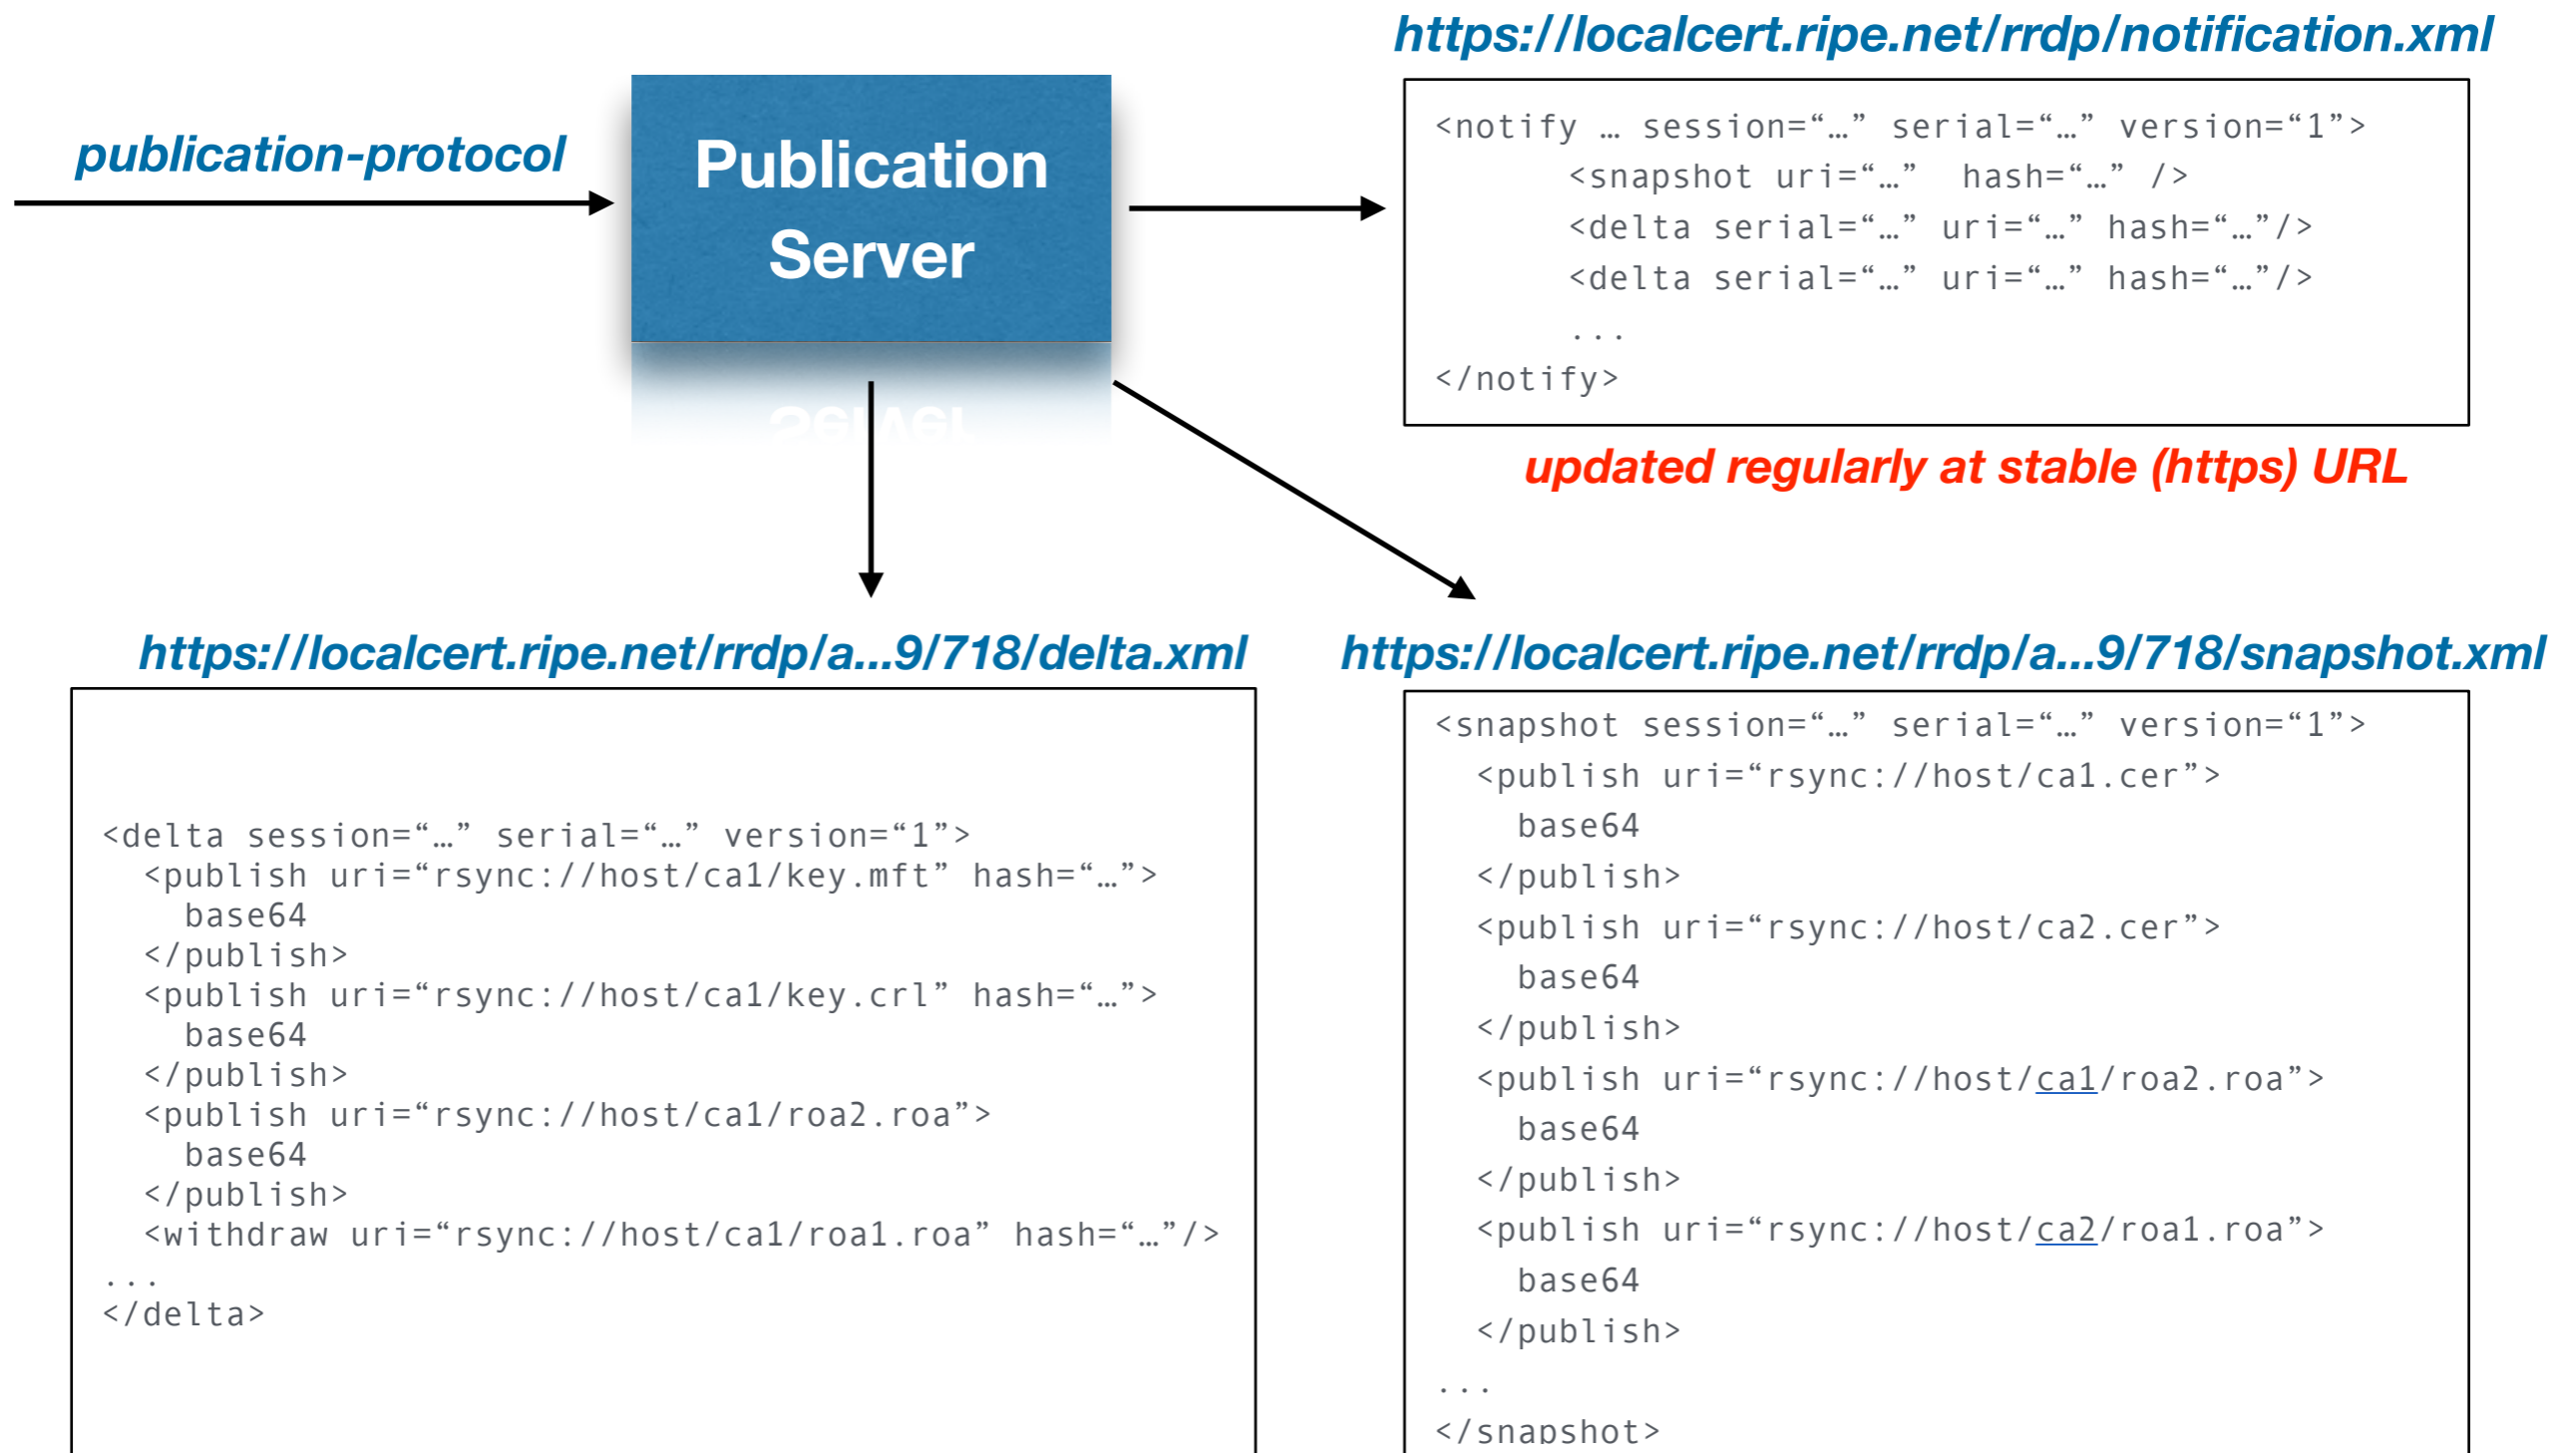 https://localcert.ripe.net/rrdp/notification.xml
publication-protocol
Publication
Server
<notify … session=“…” serial=“…” version=“1”>
<snapshot uri=“…”  hash=“…” />
<delta serial=“…” uri=“…” hash=“…”/>
<delta serial=“…” uri=“…” hash=“…”/>
...
</notify>
updated regularly at stable (https) URL
https://localcert.ripe.net/rrdp/a...9/718/delta.xml
<delta session=“…” serial=“…” version=“1”>
<publish uri=“rsync://host/ca1/key.mft” hash=“…”>
base64
</publish>
<publish uri=“rsync://host/ca1/key.crl” hash=“…”>
base64
</publish>
<publish uri=“rsync://host/ca1/roa2.roa”>
base64
</publish>
<withdraw uri=“rsync://host/ca1/roa1.roa” hash=“…”/>
...
</delta>
https://localcert.ripe.net/rrdp/a...9/718/snapshot.xml
<snapshot session=“…” serial=“…” version=“1”>
<publish uri=“rsync://host/ca1.cer”>
base64
</publish>
<publish uri=“rsync://host/ca2.cer”>
base64
</publish>
<publish uri=“rsync://host/ca1/roa2.roa”>
base64
</publish>
<publish uri=“rsync://host/ca2/roa1.roa”>
base64
</publish>
...
</snapshot>